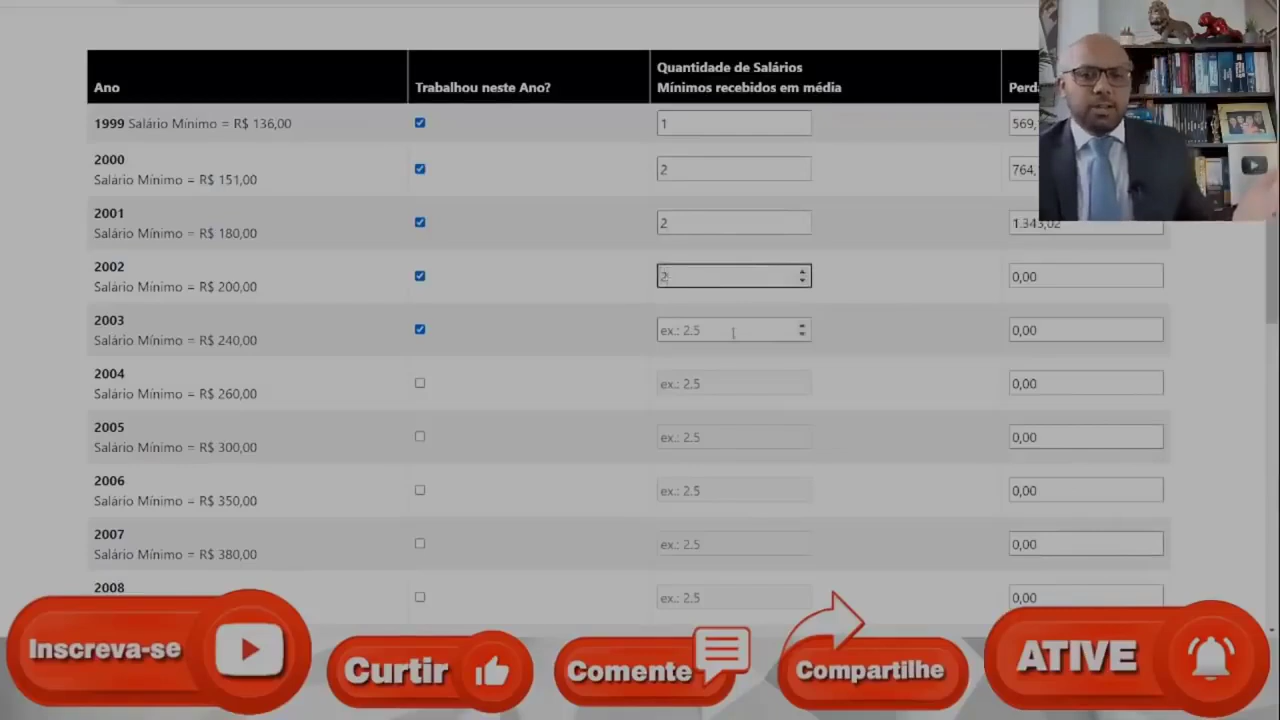 Ano
Trabalhou neste Ano?
Quantidade de Salários
Mínimos recebidos em média
1999 Salário Mínimo = R$ 136,00
1
569,
2000
Salário Mínimo = R$ 151,00
2
764,
2001
Salário Mínimo = R$ 180,00
2
1.343,02
2002
Salário Mínimo = R$ 200,00
2
0,00
2003
Salário Mínimo = R$ 240,00
ex.: 2.5
0,00
2004
Salário Mínimo = R$ 260,00
ex.: 2.5
0,00
2005
Salário Mínimo = R$ 300,00
ex.: 2.5
0,00
2006
Salário Mínimo = R$ 350,00
ex.: 2.5
0,00
2007
Salário Mínimo = R$ 380,00
ex.: 2.5
0,00
2008
ex.: 2.5
0,00
Inscreva-se
Curtir
Comente
Compartilhe
ATIVE